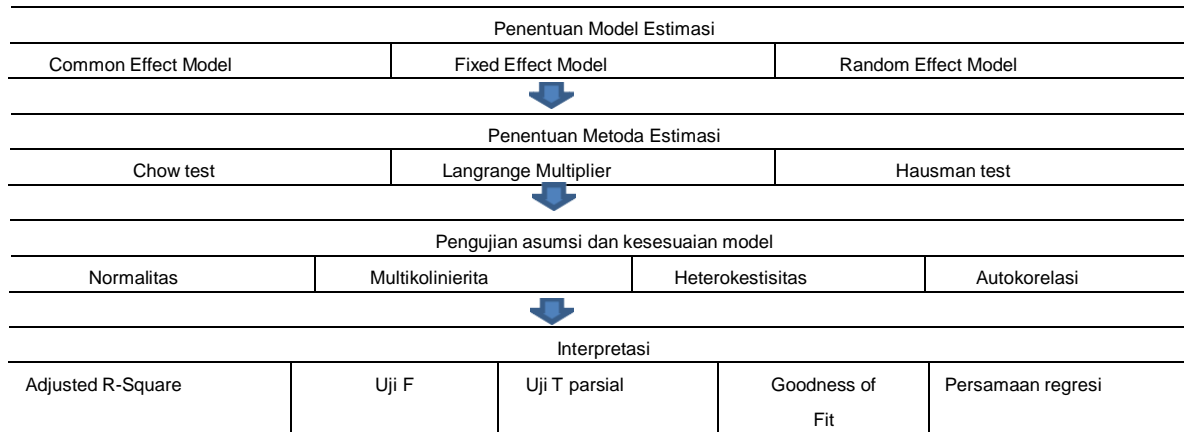 Penentuan Model Estimasi
Common Effect Model Fixed Effect Model Random Effect Model
Penentuan Metoda Estimasi
Chow test Langrange Multiplier Hausman test
Pengujian asumsi dan kesesuaian model
Normalitas Multikolinierita Heterokestisitas Autokorelasi
Interpretasi
Adjusted R-Square Uji F Uji T parsial Goodness of Persamaan regresi
Fit